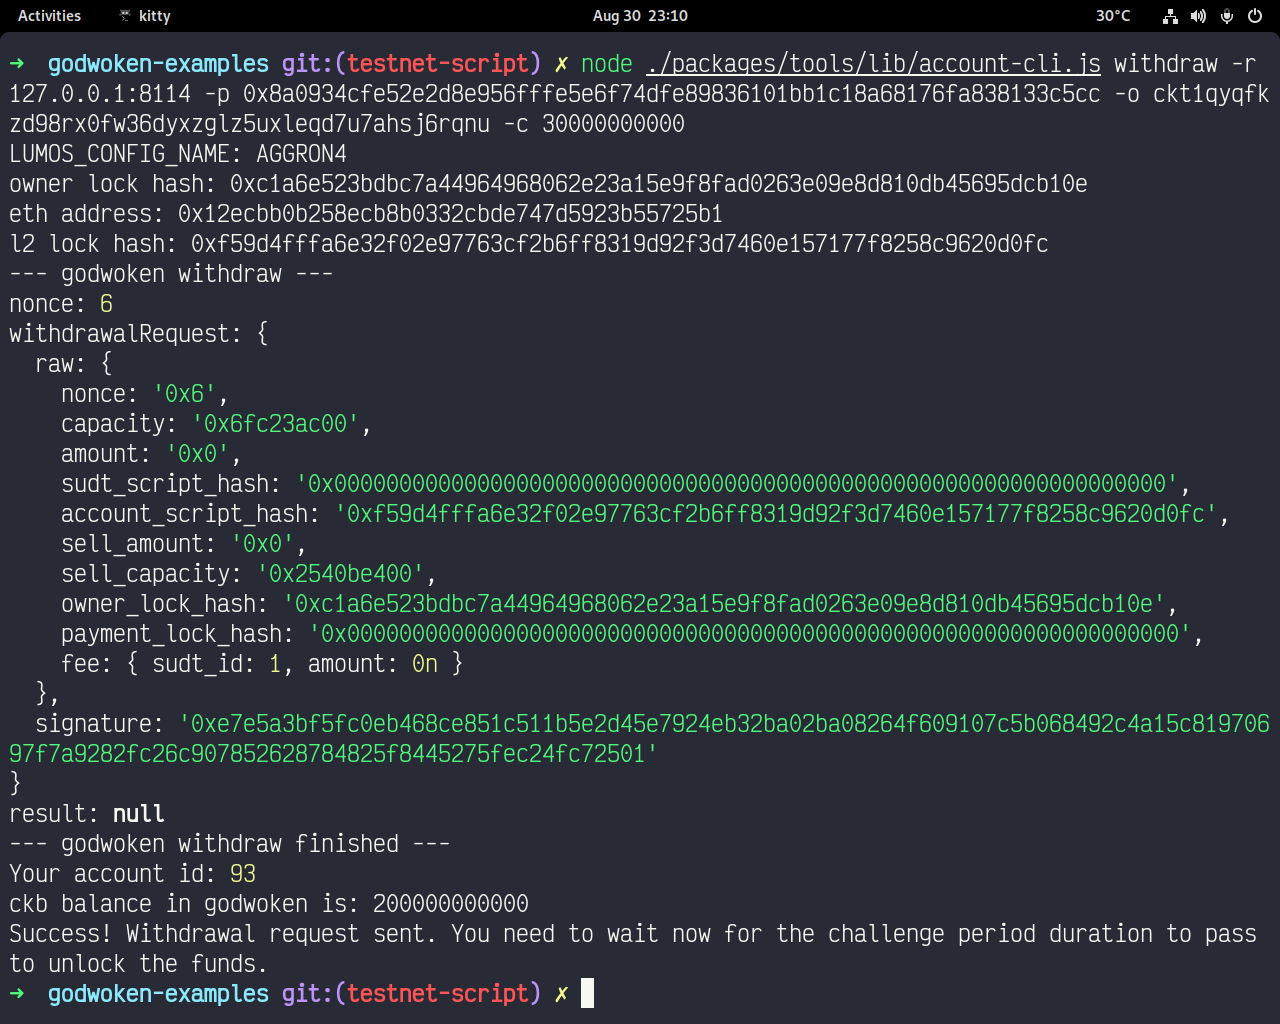 Activities kitty Aug 30 23:10 30°C
➜ godwoken-examples git:(testnet-script) ✗ node ./packages/tools/lib/account-cli.js withdraw -r
127.0.0.1:8114 -p 0x8a0934cfe52e2d8e956fffe5e6f74dfe89836101bb1c18a68176fa838133c5cc -o ckt1qyqfk
zd98rx0fw36dyxzglz5uxleqd7u7ahsj6rqnu -c 30000000000
LUMOS_CONFIG_NAME: AGGRON4
owner lock hash: 0xc1a6e523bdbc7a44964968062e23a15e9f8fad0263e09e8d810db45695dcb10e
eth address: 0x12ecbb0b258ecb8b0332cbde747d5923b55725b1
l2 lock hash: 0xf59d4fffa6e32f02e97763cf2b6ff8319d92f3d7460e157177f8258c9620d0fc
--- godwoken withdraw ---
nonce: 6
withdrawalRequest: {
  raw: {
    nonce: '0x6',
    capacity: '0x6fc23ac00',
    amount: '0x0',
    sudt_script_hash: '0x0000000000000000000000000000000000000000000000000000000000000000',
    account_script_hash: '0xf59d4fffa6e32f02e97763cf2b6ff8319d92f3d7460e157177f8258c9620d0fc',
    sell_amount: '0x0',
    sell_capacity: '0x2540be400',
    owner_lock_hash: '0xc1a6e523bdbc7a44964968062e23a15e9f8fad0263e09e8d810db45695dcb10e',
    payment_lock_hash: '0x0000000000000000000000000000000000000000000000000000000000000000',
    fee: { sudt_id: 1, amount: 0n }
  },
  signature: '0xe7e5a3bf5fc0eb468ce851c511b5e2d45e7924eb32ba02ba08264f609107c5b068492c4a15c819706
97f7a9282fc26c907852628784825f8445275fec24fc72501'
}
result: null
--- godwoken withdraw finished ---
Your account id: 93
ckb balance in godwoken is: 200000000000
Success! Withdrawal request sent. You need to wait now for the challenge period duration to pass
to unlock the funds.
➜ godwoken-examples git:(testnet-script) ✗